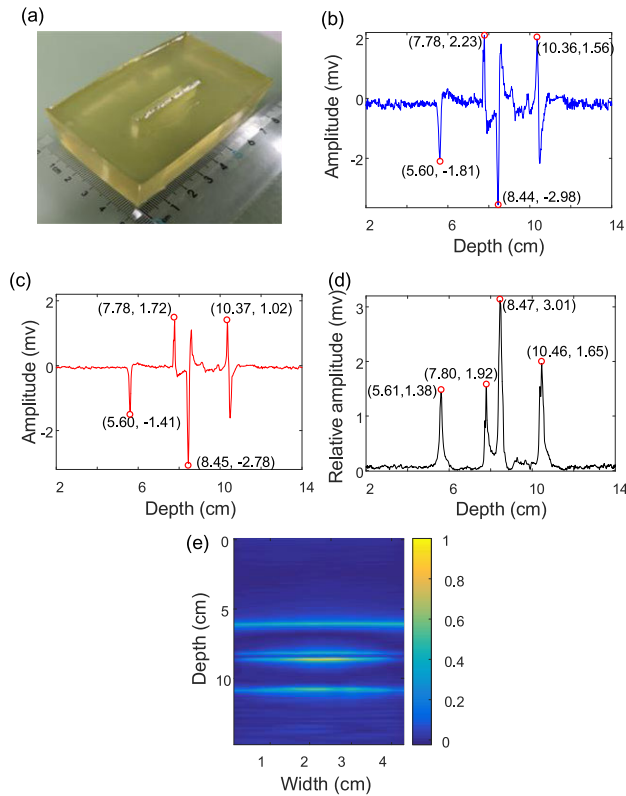 (a)
(b)
2
0
-2
Amplitude (mv)
(7.78, 2.23)
(10.36,1.56)
(5.60, -1.81)
(8.44, -2.98)
2 6 10 14
Depth (cm)
(c)
2
0
-2
Amplitude (mv)
(7.78, 1.72)
(10.37, 1.02)
(5.60, -1.41)
(8.45, -2.78)
2 6 10 14
Depth (cm)
(d)
3
2
1
0
Relative amplitude (mv)
(8.47, 3.01)
(7.80, 1.92)
(10.46, 1.65)
(5.61,1.38)
2 6 10 14
Depth (cm)
(e)
0
5
10
Depth (cm)
1 2 3 4
Width (cm)
1
0.8
0.6
0.4
0.2
0